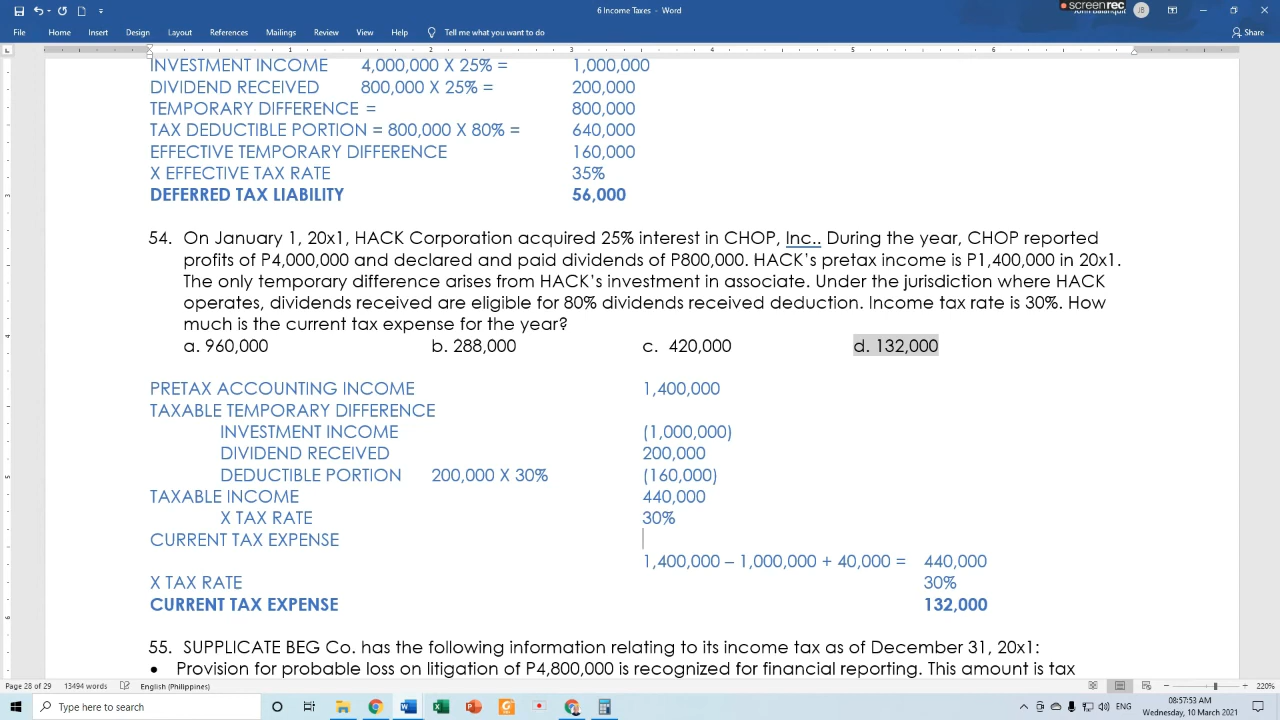 screenrec
6 Income Taxes - Word
JB
File Home Insert Design Layout References Mailings Review View Help Tell me what you want to do Share
L
1 2 3 4 5 6
INVESTMENT INCOME 4,000,000 X 25% = 1,000,000
DIVIDEND RECEIVED 800,000 X 25% = 200,000
TEMPORARY DIFFERENCE = 800,000
TAX DEDUCTIBLE PORTION = 800,000 X 80% = 640,000
EFFECTIVE TEMPORARY DIFFERENCE 160,000
X EFFECTIVE TAX RATE 35%
DEFERRED TAX LIABILITY 56,000
54. On January 1, 20x1, HACK Corporation acquired 25% interest in CHOP, Inc.. During the year, CHOP reported
profits of P4,000,000 and declared and paid dividends of P800,000. HACK’s pretax income is P1,400,000 in 20x1.
The only temporary difference arises from HACK’s investment in associate. Under the jurisdiction where HACK
operates, dividends received are eligible for 80% dividends received deduction. Income tax rate is 30%. How
much is the current tax expense for the year?
a. 960,000 b. 288,000 c. 420,000 d. 132,000
PRETAX ACCOUNTING INCOME 1,400,000
TAXABLE TEMPORARY DIFFERENCE
INVESTMENT INCOME (1,000,000)
DIVIDEND RECEIVED 200,000
DEDUCTIBLE PORTION 200,000 X 30% (160,000)
TAXABLE INCOME 440,000
X TAX RATE 30%
CURRENT TAX EXPENSE
1,400,000 – 1,000,000 + 40,000 = 440,000
X TAX RATE 30%
CURRENT TAX EXPENSE 132,000
55. SUPPLICATE BEG Co. has the following information relating to its income tax as of December 31, 20x1:
• Provision for probable loss on litigation of P4,800,000 is recognized for financial reporting. This amount is tax
Page 28 of 29 13494 words English (Philippines) 220%
Type here to search ENG 08:57:53 AM
Wednesday, 10 March 2021